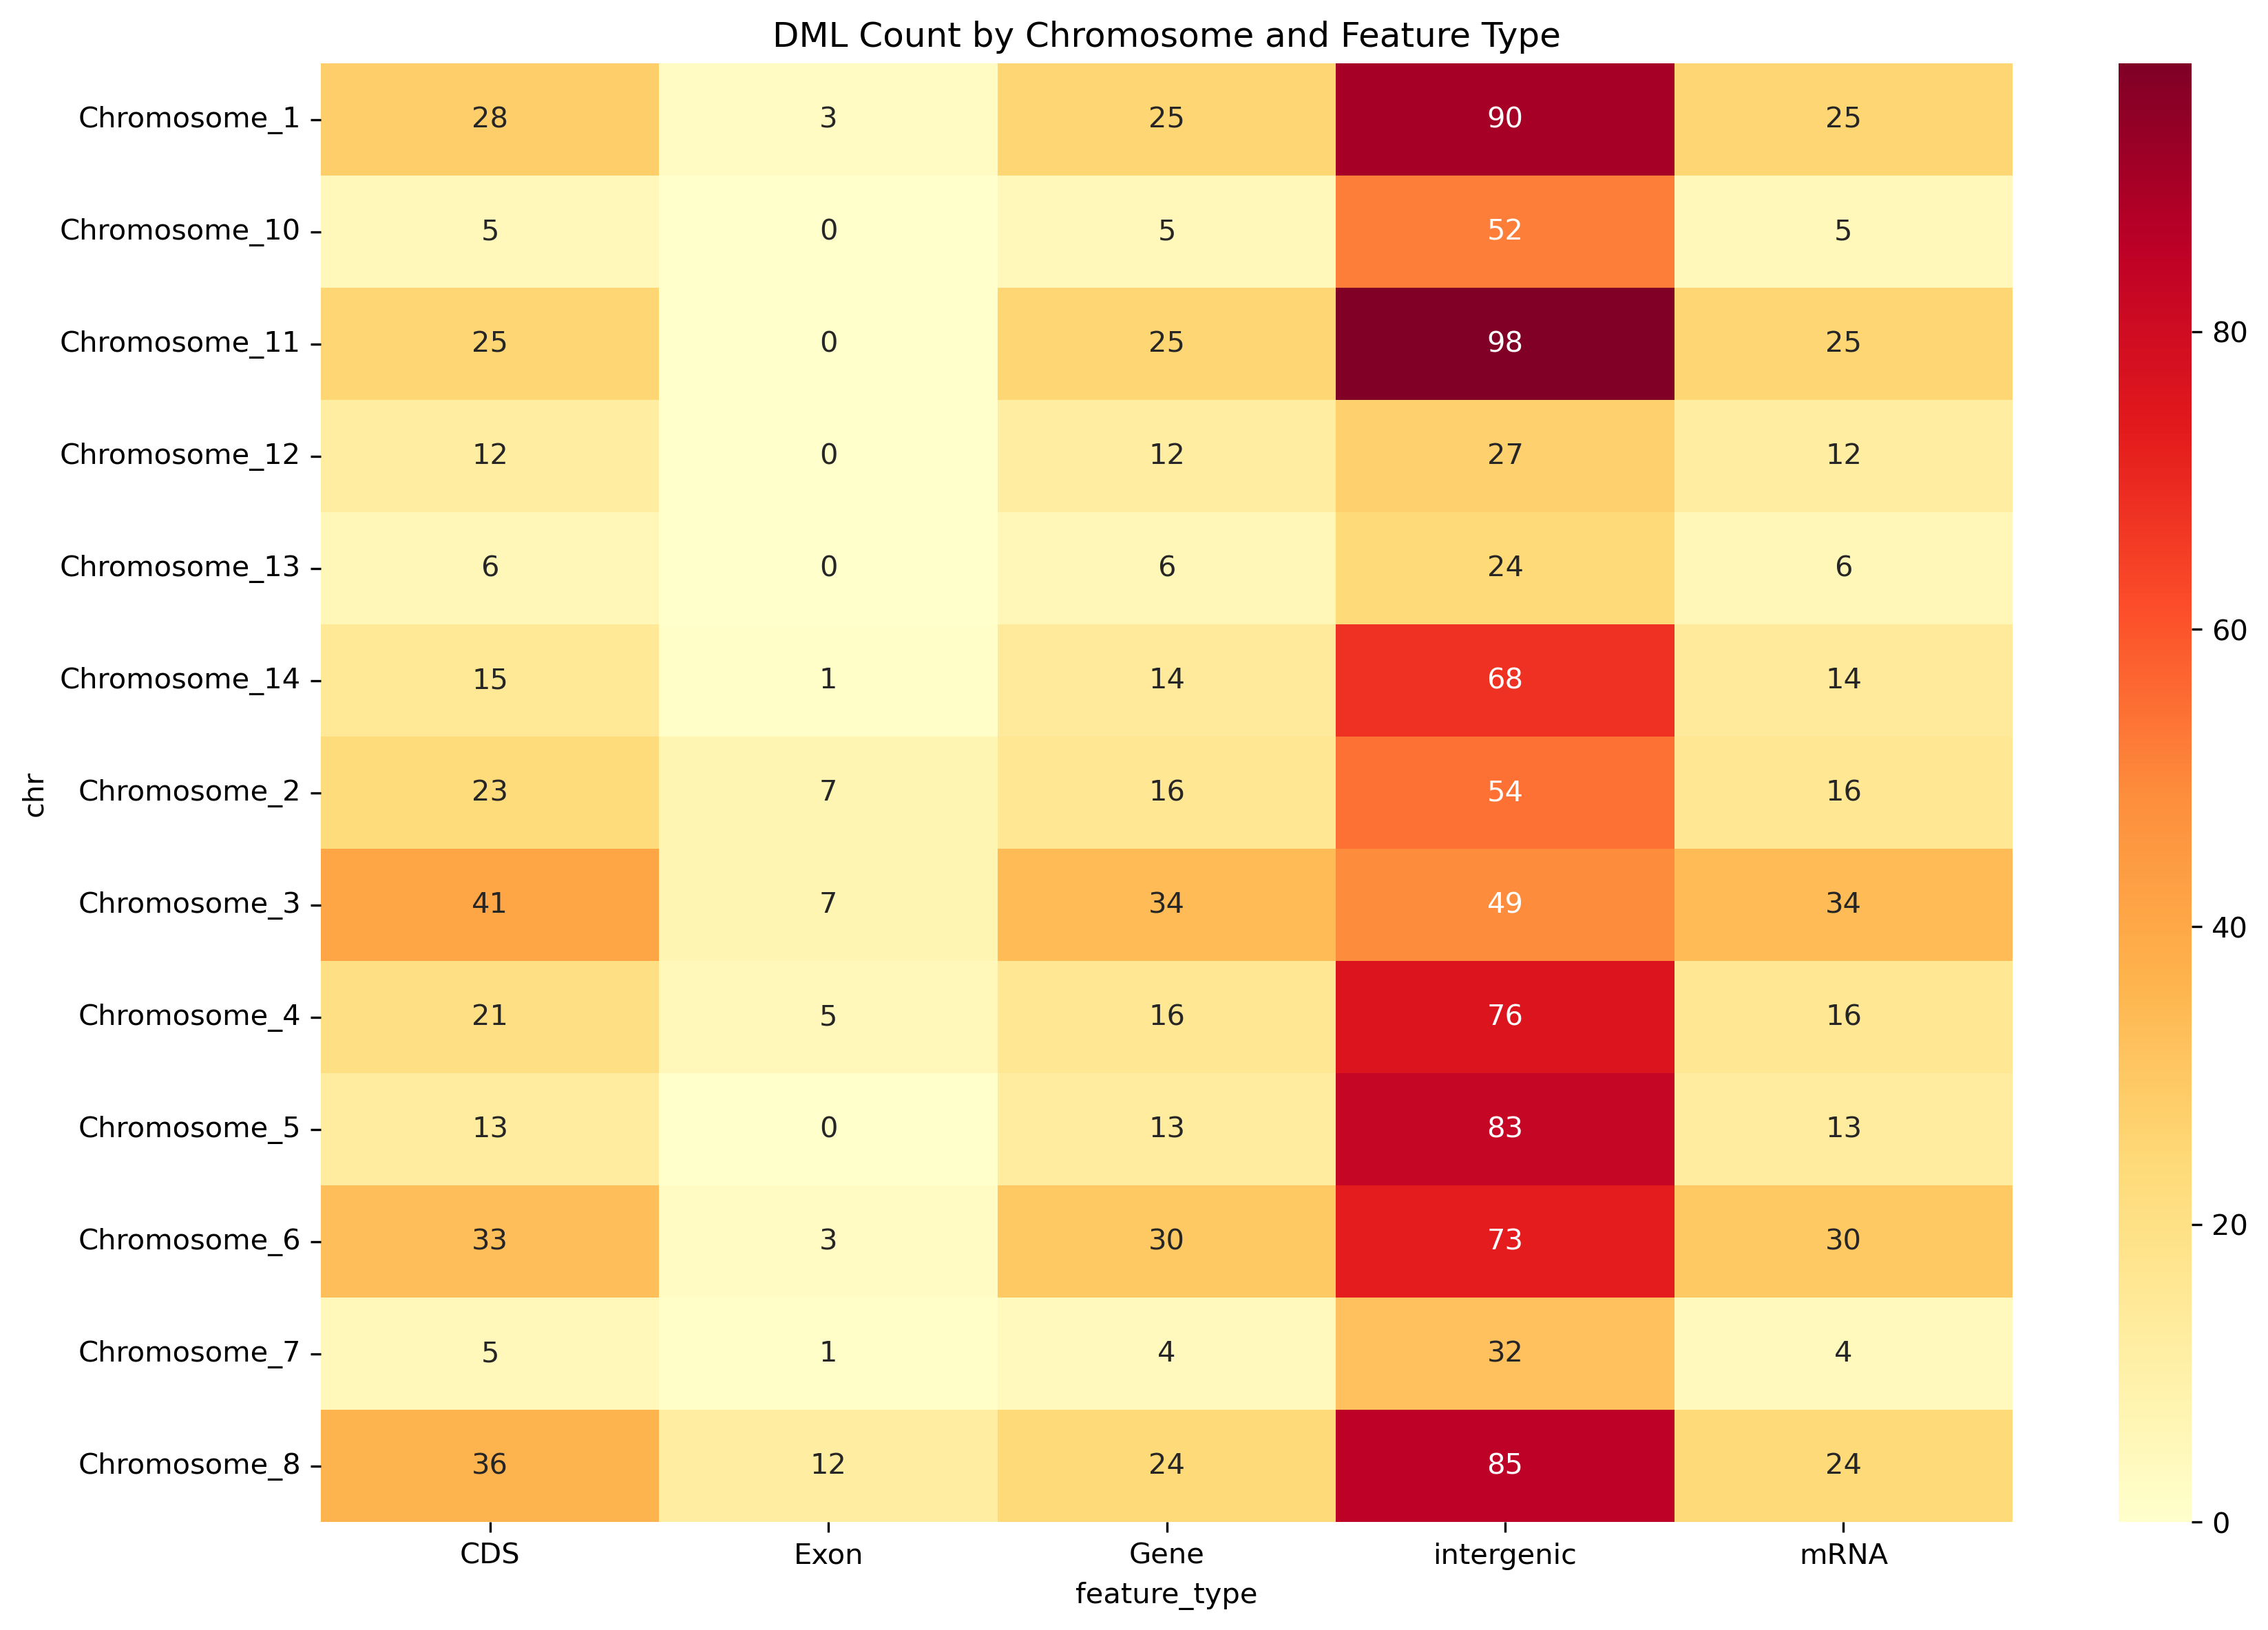 DML Count by Chromosome and Feature Type
Chromosome_1 28 3 25 90 25
Chromosome_10 5 0 5 52 5
Chromosome_11 25 0 25 98 25
Chromosome_12 12 0 12 27 12
Chromosome_13 6 0 6 24 6
Chromosome_14 15 1 14 68 14
Chromosome_2 23 7 16 54 16
Chromosome_3 41 7 34 49 34
Chromosome_4 21 5 16 76 16
Chromosome_5 13 0 13 83 13
Chromosome_6 33 3 30 73 30
Chromosome_7 5 1 4 32 4
Chromosome_8 36 12 24 85 24
chr
CDS Exon Gene intergenic mRNA
feature_type
80
60
40
20
0